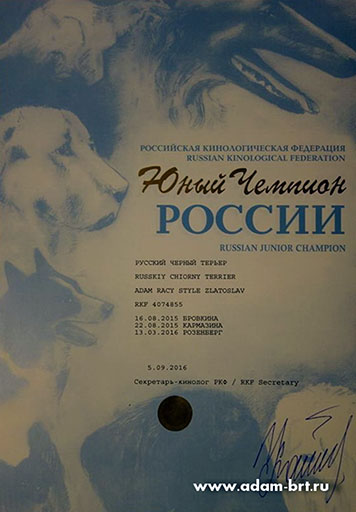 РОССИЙСКАЯ КИНОЛОГИЧЕСКАЯ ФЕДЕРАЦИЯ
RUSSIAN KINOLOGICAL FEDERATION
Юный Чемпион
РОССИИ
RUSSIAN JUNIOR CHAMPION
РУССКИЙ ЧЕРНЫЙ ТЕРЬЕР
RUSSKIY CHIORNY TERRIER
ADAM RACY STYLE ZLATOSLAV
RKF 4074855
16.08.2015 БРОВКИНА
22.08.2015 КАРМАЗИНА
13.03.2016 РОЗЕНБЕРГ
5.09.2016
Секретарь-кинолог РКФ / RKF Secretary
www.adam-brt.ru